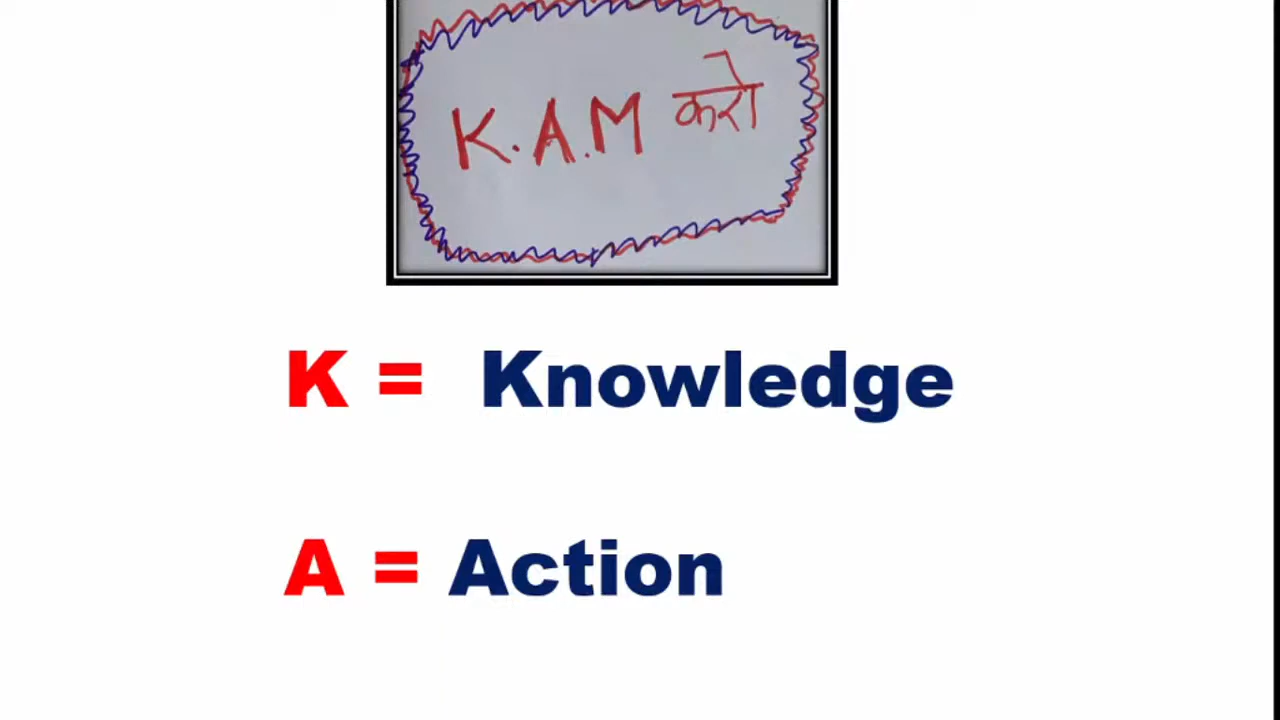 K.A.M करो
K = Knowledge
A = Action